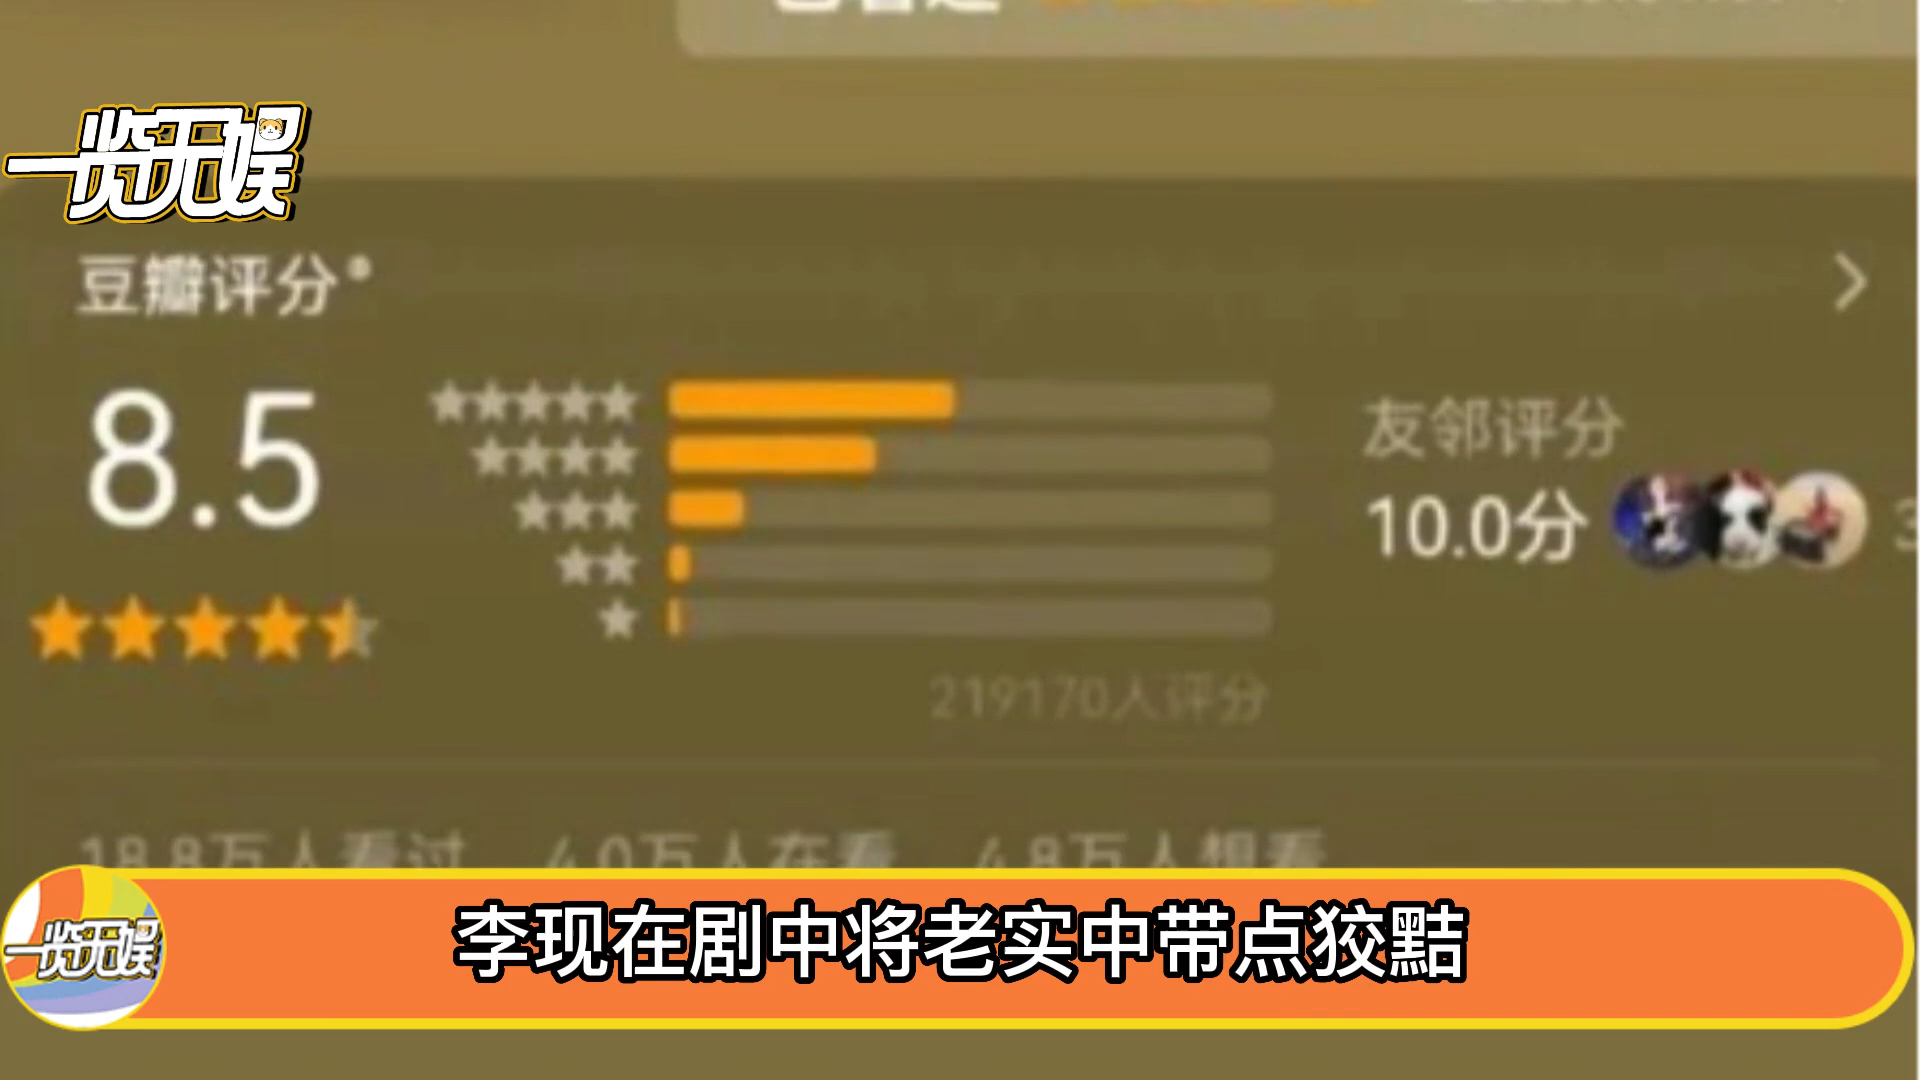 一览无娱
豆瓣评分
8.5
友邻评分
10.0分
219170人评分
18.8万人看过 4.0万人在看 4.8万人想看
一览无娱
李现在剧中将老实中带点狡黠